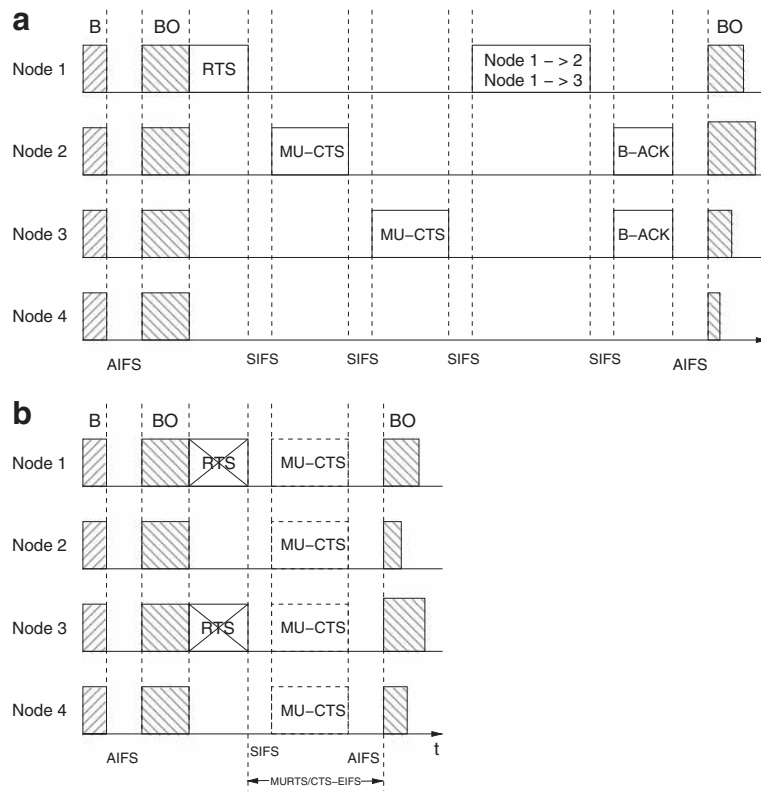 a
B BO BO
Node 1 RTS Node 1 – > 2
Node 1 – > 3
Node 2 MU–CTS B–ACK
Node 3 MU–CTS B–ACK
Node 4
AIFS SIFS SIFS SIFS SIFS AIFS
b
B BO BO
Node 1 RTS MU–CTS
Node 2 MU–CTS
Node 3 RTS MU–CTS
Node 4 MU–CTS
AIFS SIFS AIFS t
MURTS/CTS–EIFS